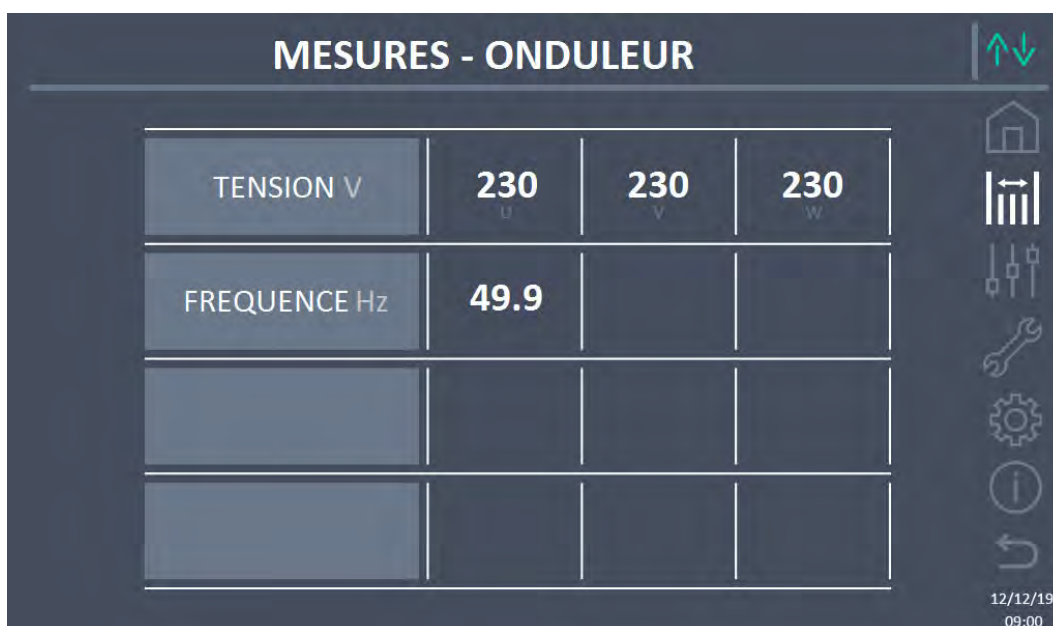 MESURES - ONDULEUR
TENSION V
230
U
230
V
230
W
FREQUENCE Hz
49.9
i
12/12/19
09:00